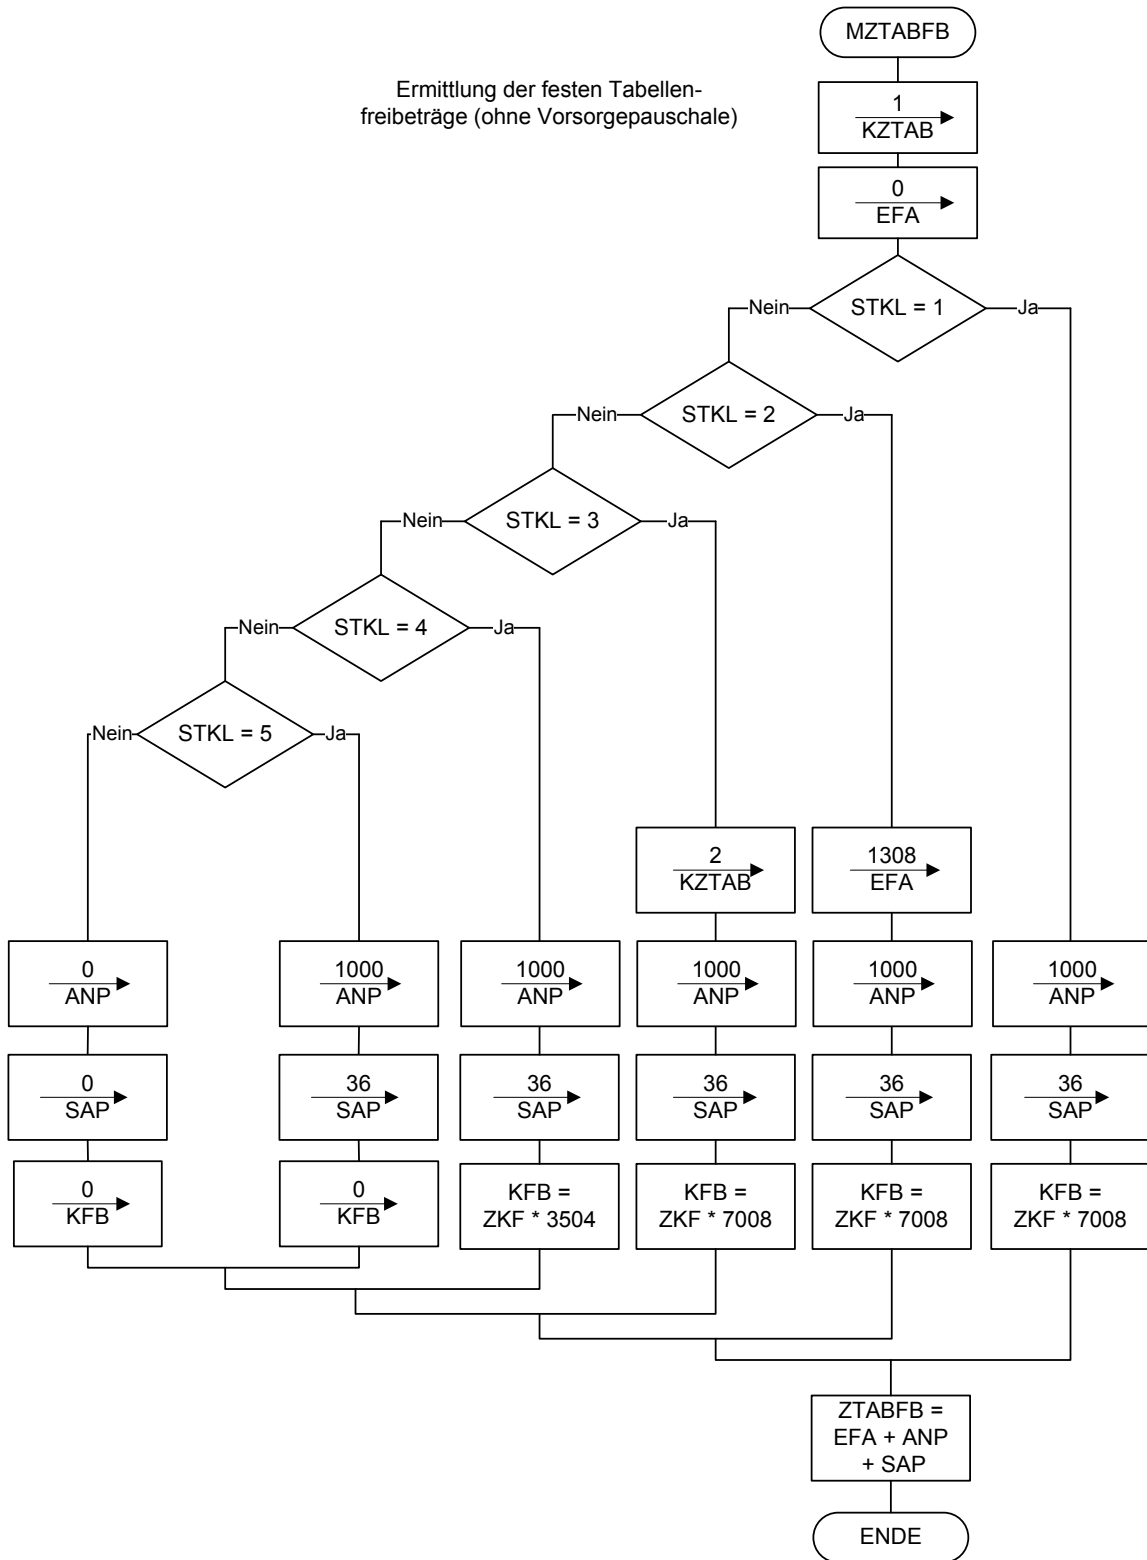 MZTABFB
Ermittlung der festen Tabellen-
freibeträge (ohne Vorsorgepauschale)
1
KZTAB
0
EFA
Nein
STKL = 1
Ja
Nein
STKL = 2
Ja
Nein
STKL = 3
Ja
Nein
STKL = 4
Ja
Nein
STKL = 5
Ja
2
KZTAB
1308
EFA
0
ANP
1000
ANP
1000
ANP
1000
ANP
1000
ANP
1000
ANP
0
SAP
36
SAP
36
SAP
36
SAP
36
SAP
36
SAP
0
KFB
0
KFB
KFB =
ZKF * 3504
KFB =
ZKF * 7008
KFB =
ZKF * 7008
KFB =
ZKF * 7008
ZTABFB =
EFA + ANP
+ SAP
ENDE